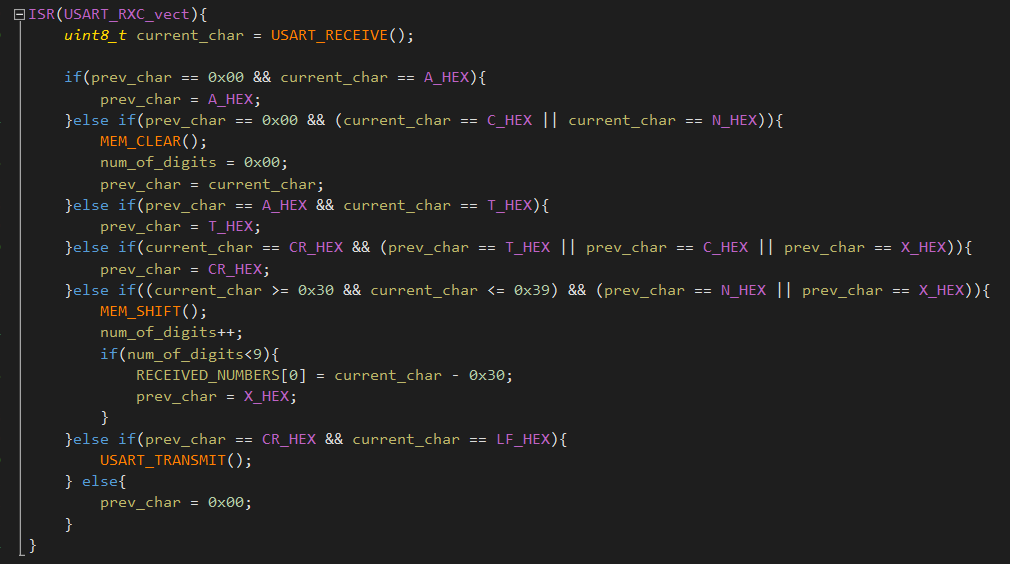 ISR(USART_RXC_vect){
    uint8_t current_char = USART_RECEIVE();

    if(prev_char == 0x00 && current_char == A_HEX){
        prev_char = A_HEX;
    }else if(prev_char == 0x00 && (current_char == C_HEX || current_char == N_HEX)){
        MEM_CLEAR();
        num_of_digits = 0x00;
        prev_char = current_char;
    }else if(prev_char == A_HEX && current_char == T_HEX){
        prev_char = T_HEX;
    }else if(current_char == CR_HEX && (prev_char == T_HEX || prev_char == C_HEX || prev_char == X_HEX)){
        prev_char = CR_HEX;
    }else if((current_char >= 0x30 && current_char <= 0x39) && (prev_char == N_HEX || prev_char == X_HEX)){
        MEM_SHIFT();
        num_of_digits++;
        if(num_of_digits<9){
            RECEIVED_NUMBERS[0] = current_char - 0x30;
            prev_char = X_HEX;
        }
    }else if(prev_char == CR_HEX && current_char == LF_HEX){
        USART_TRANSMIT();
    } else{
        prev_char = 0x00;
    }
}